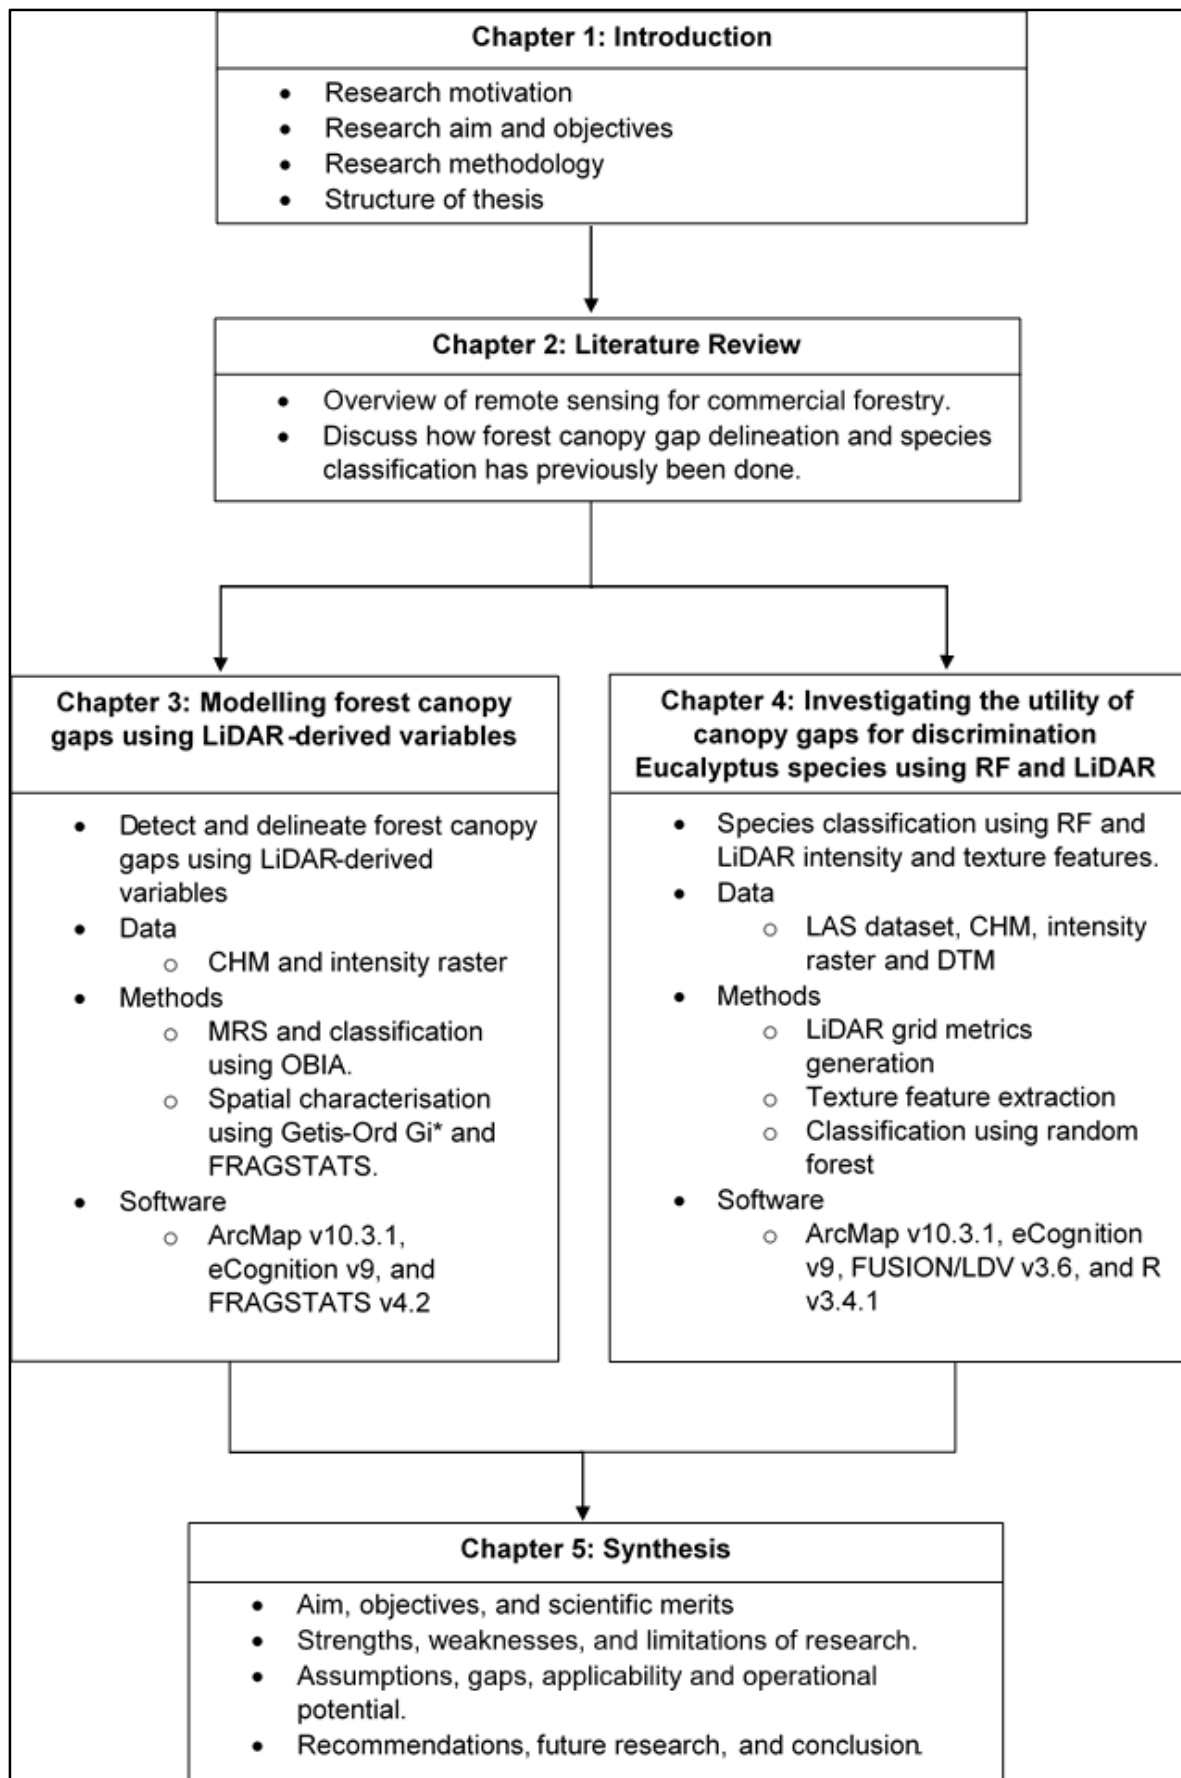 Chapter 1: Introduction
• Research motivation
• Research aim and objectives
• Research methodology
• Structure of thesis
Chapter 2: Literature Review
• Overview of remote sensing for commercial forestry.
• Discuss how forest canopy gap delineation and species
classification has previously been done.
Chapter 3: Modelling forest canopy
gaps using LiDAR-derived variables
• Detect and delineate forest canopy
gaps using LiDAR-derived
variables
• Data
o CHM and intensity raster
• Methods
o MRS and classification
using OBIA.
o Spatial characterisation
using Getis-Ord Gi* and
FRAGSTATS.
• Software
o ArcMap v10.3.1,
eCognition v9, and
FRAGSTATS v4.2
Chapter 4: Investigating the utility of
canopy gaps for discrimination
Eucalyptus species using RF and LiDAR
• Species classification using RF and
LiDAR intensity and texture features.
• Data
o LAS dataset, CHM, intensity
raster and DTM
• Methods
o LiDAR grid metrics
generation
o Texture feature extraction
o Classification using random
forest
• Software
o ArcMap v10.3.1, eCognition
v9, FUSION/LDV v3.6, and R
v3.4.1
Chapter 5: Synthesis
• Aim, objectives, and scientific merits
• Strengths, weaknesses, and limitations of research.
• Assumptions, gaps, applicability and operational
potential.
• Recommendations, future research, and conclusion.